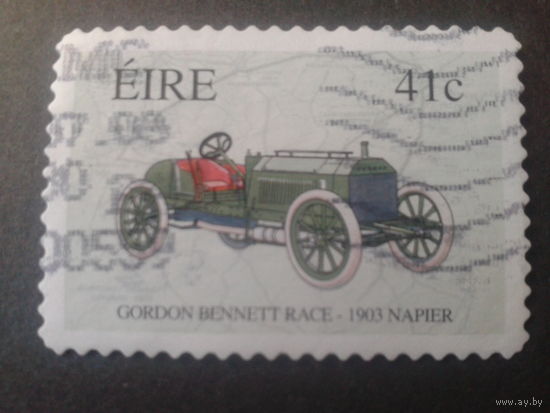 ÉIRE 41c
GORDON BENNETT RACE - 1903 NAPIER
www.ay.by